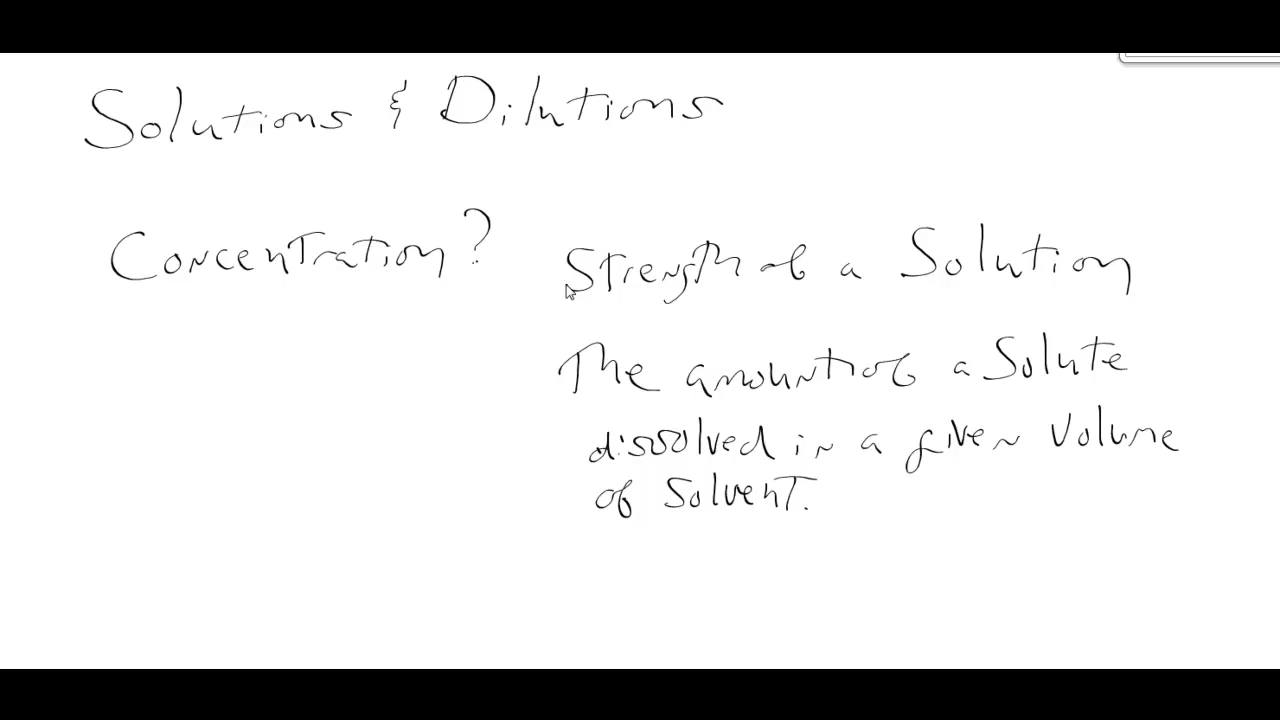 Solutions & Dilutions
Concentration? Strength of a Solution
The amount of a Solute
dissolved in a given Volume
of Solvent.